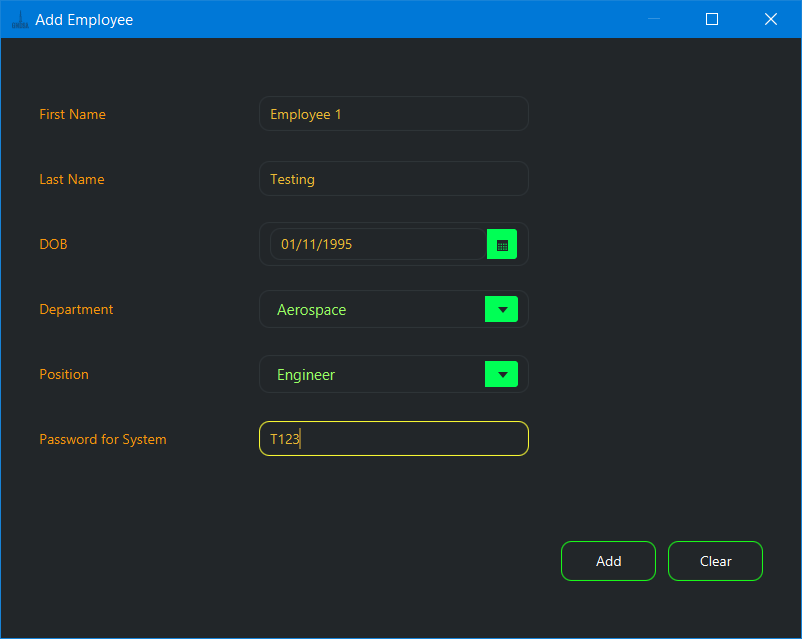 Add Employee
First Name Employee 1
Last Name Testing
DOB 01/11/1995
Department Aerospace
Position Engineer
Password for System T123
Add Clear